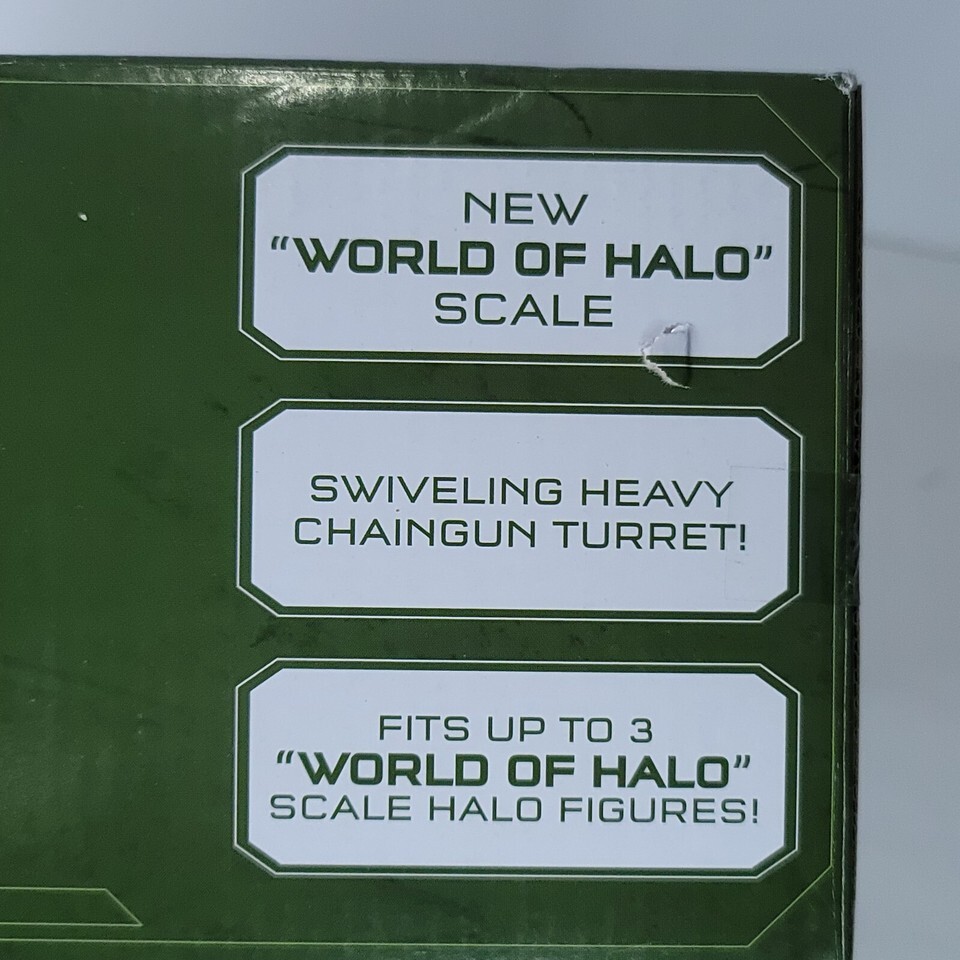 NEW
“WORLD OF HALO”
SCALE
SWIVELING HEAVY
CHAINGUN TURRET!
FITS UP TO 3
“WORLD OF HALO”
SCALE HALO FIGURES!